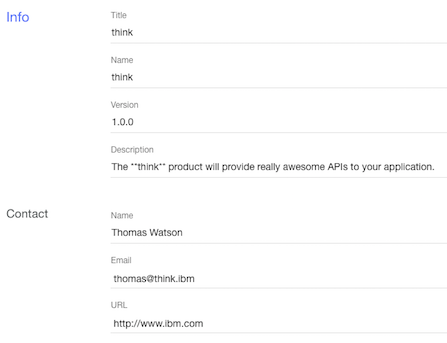 Info
Title
think
Name
think
Version
1.0.0
Description
The **think** product will provide really awesome APIs to your application.
Contact
Name
Thomas Watson
Email
thomas@think.ibm
URL
http://www.ibm.com